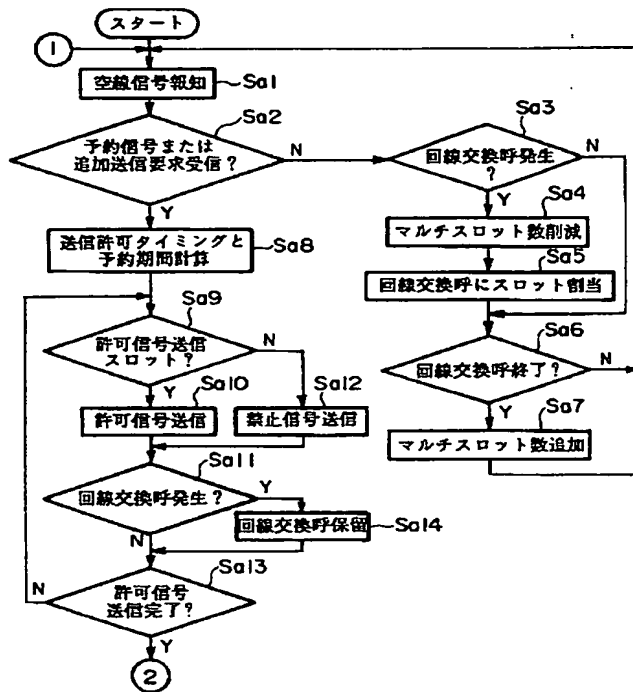 スタート
1
空線信号報知
Sa1
Sa2
予約信号または
追加送信要求受信?
N
Y
Sa3
回線交換呼発生
?
N
Y
Sa4
マルチスロット数削減
Sa5
回線交換呼にスロット割当
Sa6
回線交換呼終了?
N
Y
Sa7
マルチスロット数追加
送信許可タイミングと
予約期間計算
Sa8
Sa9
許可信号送信
スロット?
N
Y
Sa10
許可信号送信
Sa12
禁止信号送信
Sa11
回線交換呼発生?
Y
N
回線交換呼保留
Sa14
Sa13
許可信号
送信完了?
N
Y
2